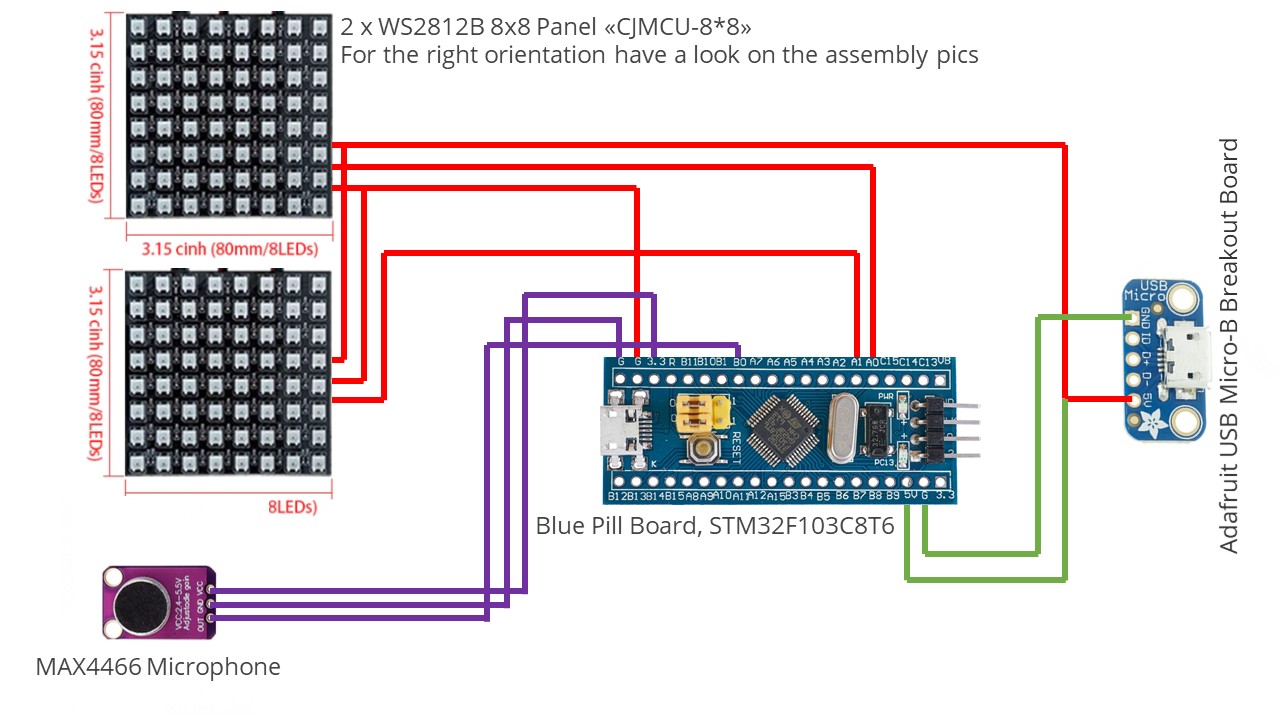 2 x WS2812B 8x8 Panel «CJMCU-8*8»
For the right orientation have a look on the assembly pics
3.15 cinh (80mm/8LEDs)
3.15 cinh (80mm/8LEDs)
3.15 cinh (80mm/8LEDs)
8LEDs)
USB
Micro
GND
ID
D+
D-
5V
Adafruit USB Micro-B Breakout Board
G G 3.3 R B11 B10 B1 B0 A7 A6 A5 A4 A3 A2 A1 A0 C15 C14 C13 VB
PWR
RESET
K
PC13
B12 B13 B14 B15 A8 A9 A10 A11 A12 A15 B3 B4 B5 B6 B7 B8 B9 5V G 3.3
Blue Pill Board, STM32F103C8T6
VCC:2.4-5.5V
OUT GND VCC
MAX4466 Microphone